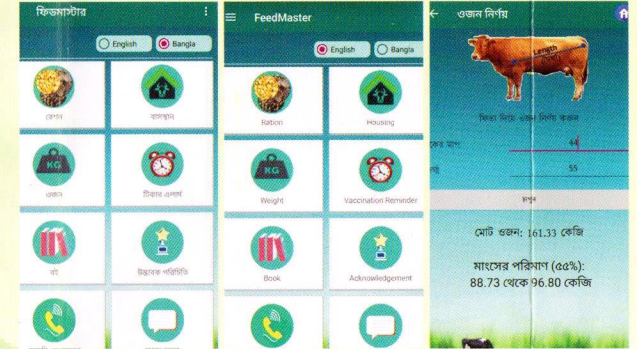 ফিডমাস্টার
English
Bangla
রেশন
বাসস্থান
KG
ওজন
টিকার এলার্ম
বই
উদ্ভাবক পরিচিতি
FeedMaster
English
Bangla
Ration
Housing
KG
Weight
Vaccination Reminder
Book
Acknowledgement
ওজন নির্ণয়
Length
ফিতা দিয়ে ওজন নির্ণয় করুন
কের মাপ
44
55
মোট ওজন: 161.33 কেজি
মাংসের পরিমাণ (৫৫%):
88.73 থেকে 96.80 কেজি